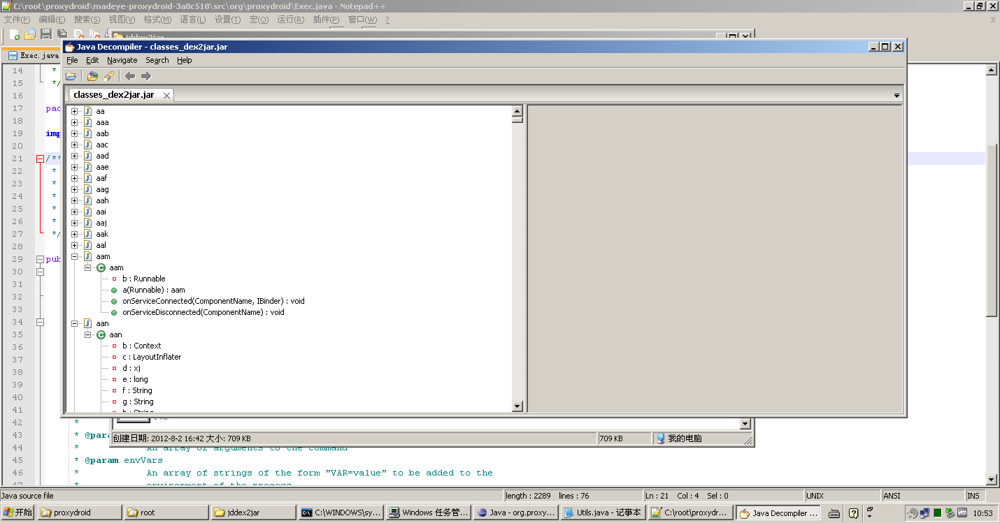 C:\root\proxydroid\madeye-proxydroid-3a8c518\src\org\proxydroid\Exec.java - Notepad++
文件(F) 编辑(E) 搜索(S) 视图(V) 格式(M) 语言(L) 设置(T) 宏(O) 运行(R) 插件(P) 窗口(W) ?
X
jddex2jar
Exec.java
Java Decompiler - classes_dex2jar.jar
File Edit Navigate Search Help
classes_dex2jar.jar
aa
aaa
aab
aac
aad
aae
aaf
aag
aah
aai
aaj
aak
aal
aam
aam
b : Runnable
a(Runnable) : aam
onServiceConnected(ComponentName, IBinder) : void
onServiceDisconnected(ComponentName) : void
aan
aan
b : Context
c : LayoutInflater
d : xj
e : long
f : String
g : String
14 *
15 */
16
17 pac
18
19 imp
20
21 /**
22 *
23 *
24 *
25 *
26 *
27 */
28
29 pub
30
31
32
33
34
35
36
37
38
39
40
41
42 *
43 * @para
44 * An array of arguments to the command
45 * @param envVars
46 * An array of strings of the form "VAR=value" to be added to the
47 * environment of the process
创建日期: 2012-8-2 16:42 大小: 709 KB 709 KB 我的电脑
Java source file length : 2289 lines : 76 Ln : 21 Col : 4 Sel : 0 UNIX ANSI INS
开始 proxydroid root jddex2jar C:\WINDOWS\sy... Windows 任务管... Java - org.proxy... Utils.java - 记事本 C:\root\proxydr... Java Decompiler ... 10:53